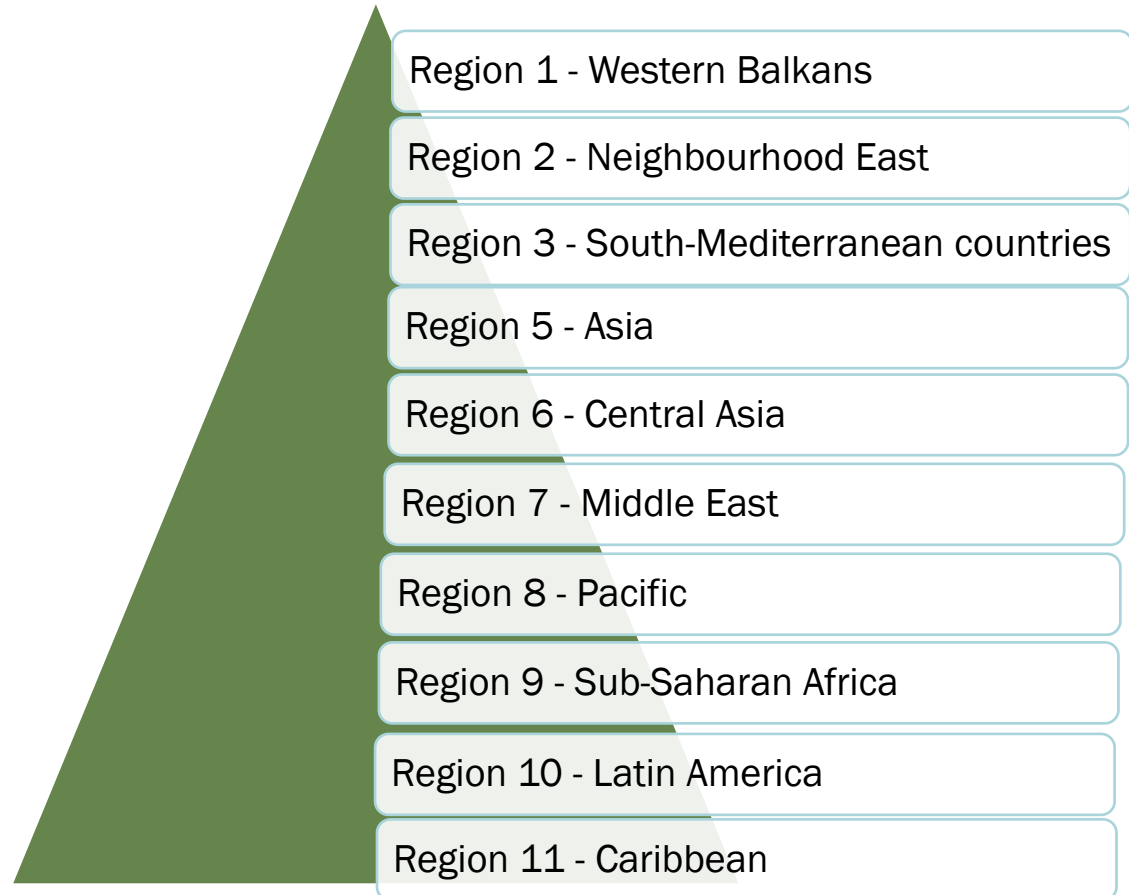 Region 1 - Western Balkans
Region 2 - Neighbourhood East
Region 3 - South-Mediterranean countries
Region 5 - Asia
Region 6 - Central Asia
Region 7 - Middle East
Region 8 - Pacific
Region 9 - Sub-Saharan Africa
Region 10 - Latin America
Region 11 - Caribbean